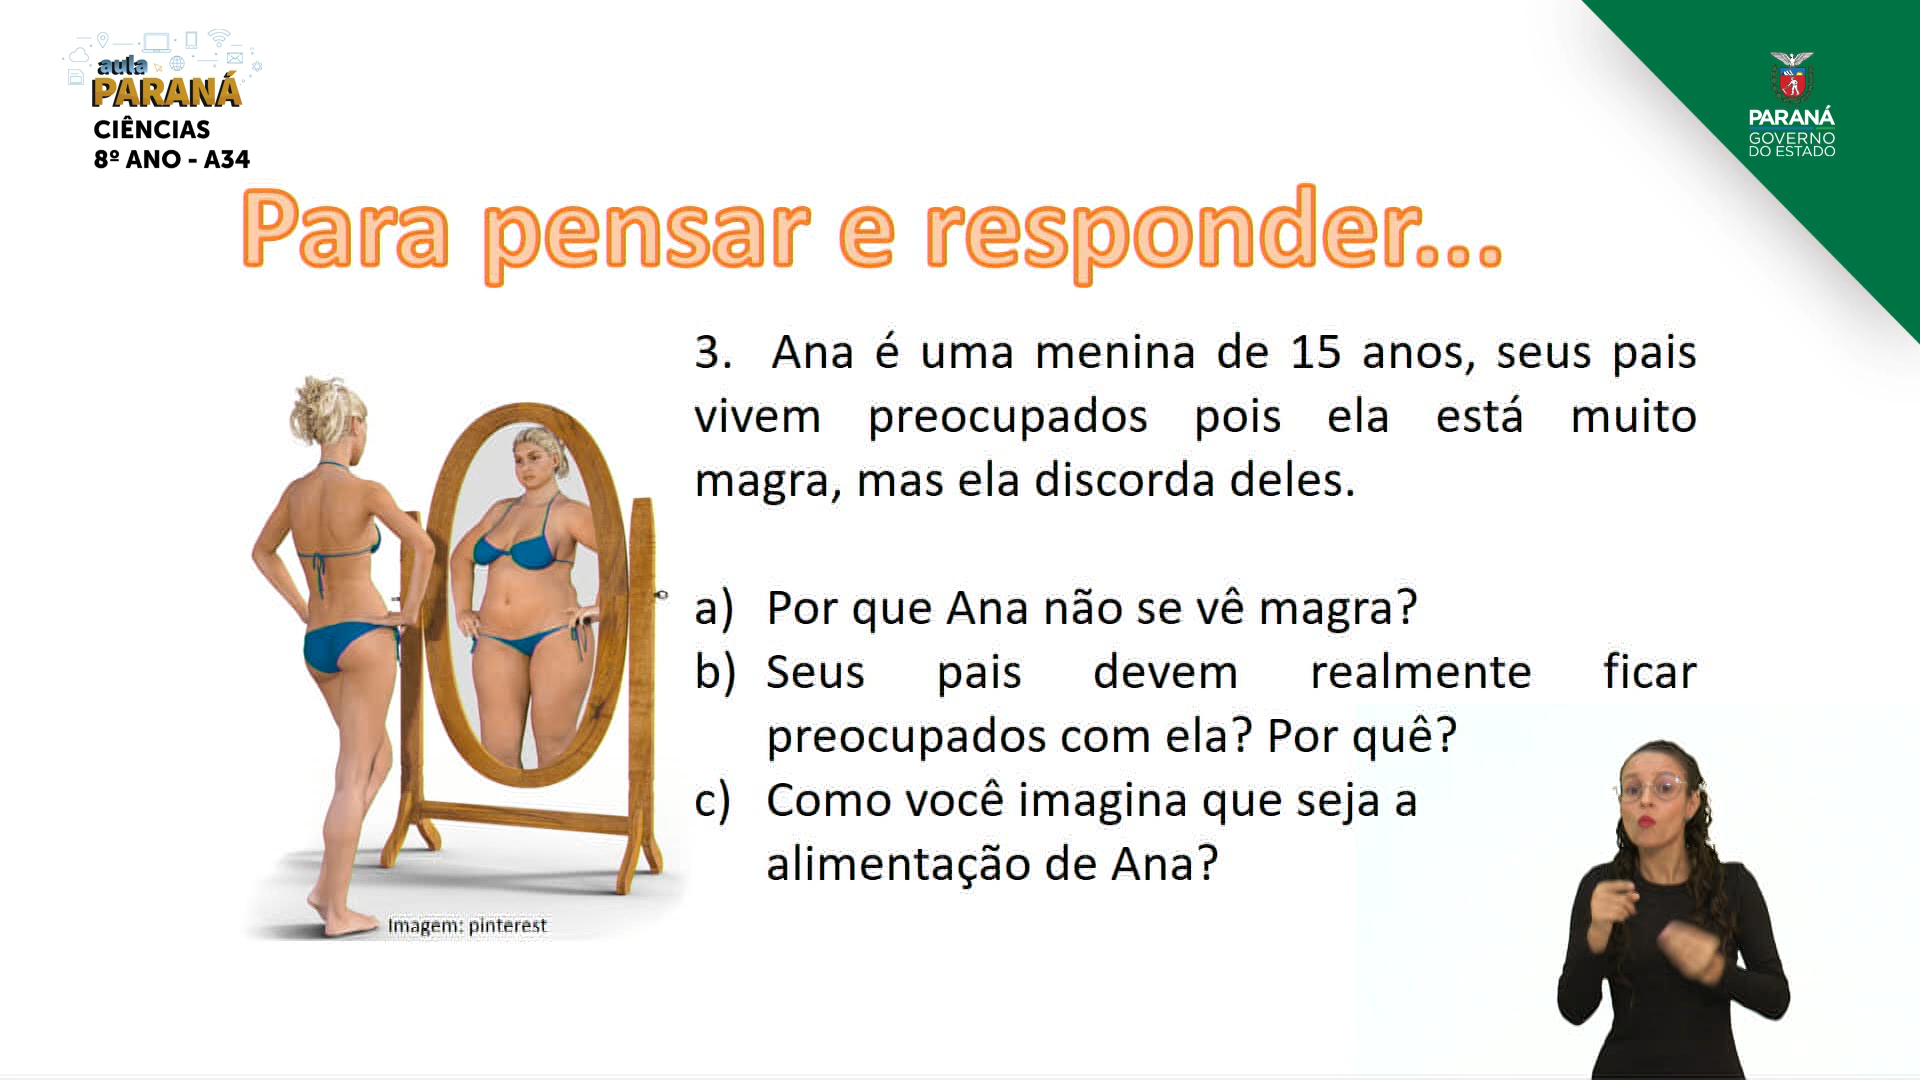 aula
PARANÁ
CIÊNCIAS
8º ANO - A34
PARANÁ
GOVERNO
DO ESTADO
Para pensar e responder...
3. Ana é uma menina de 15 anos, seus pais
vivem preocupados pois ela está muito
magra, mas ela discorda deles.
a) Por que Ana não se vê magra?
b) Seus pais devem realmente ficar
preocupados com ela? Por quê?
c) Como você imagina que seja a
alimentação de Ana?
Imagem: pinterest